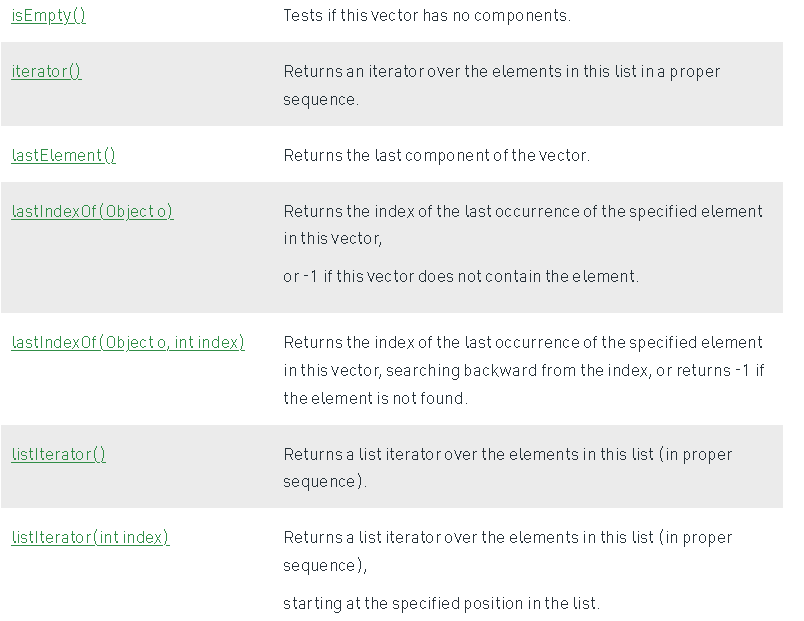 isEmpty() Tests if this vector has no components.
iterator() Returns an iterator over the elements in this list in a proper
sequence.
lastElement() Returns the last component of the vector.
lastIndexOf(Object o) Returns the index of the last occurrence of the specified element
in this vector,
or -1 if this vector does not contain the element.
lastIndexOf(Object o, int index) Returns the index of the last occurrence of the specified element
in this vector, searching backward from the index, or returns -1 if
the element is not found.
listIterator() Returns a list iterator over the elements in this list (in proper
sequence).
listIterator(int index) Returns a list iterator over the elements in this list (in proper
sequence),
starting at the specified position in the list.